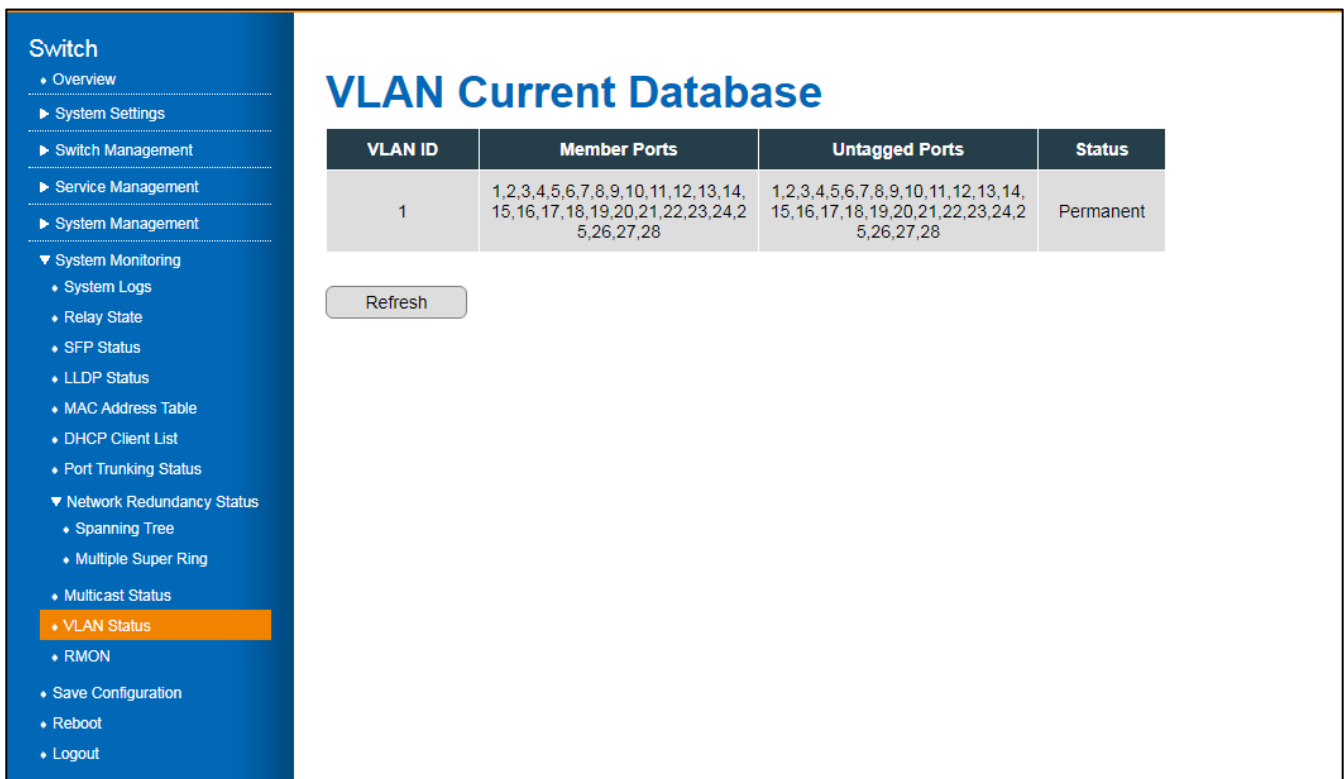 Switch
Overview
System Settings
Switch Management
Service Management
System Management
System Monitoring
System Logs
Relay State
SFP Status
LLDP Status
MAC Address Table
DHCP Client List
Port Trunking Status
Network Redundancy Status
Spanning Tree
Multiple Super Ring
Multicast Status
VLAN Status
RMON
Save Configuration
Reboot
Logout
VLAN Current Database
VLAN ID Member Ports Untagged Ports Status
1
1,2,3,4,5,6,7,8,9,10,11,12,13,14,
15,16,17,18,19,20,21,22,23,24,2
5,26,27,28
1,2,3,4,5,6,7,8,9,10,11,12,13,14,
15,16,17,18,19,20,21,22,23,24,2
5,26,27,28
Permanent
Refresh